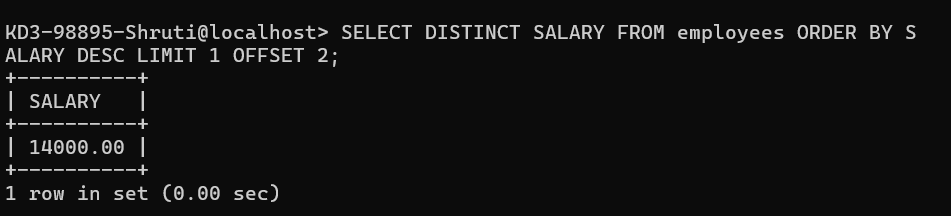 KD3-98895-Shruti@localhost> SELECT DISTINCT SALARY FROM employees ORDER BY S
ALARY DESC LIMIT 1 OFFSET 2;
+----------+
| SALARY   |
+----------+
| 14000.00 |
+----------+
1 row in set (0.00 sec)